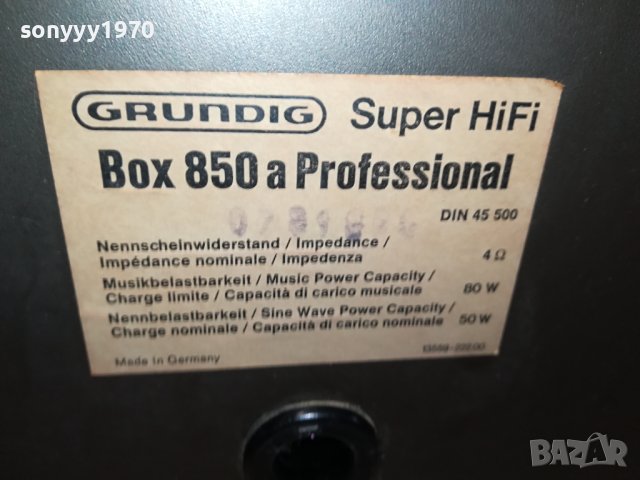 sonyyy1970
GRUNDIG Super HiFi
Box 850 a Professional
DIN 45 500
Nennscheinwiderstand / Impedance /
Impédance nominale / Impedenza 4 Ω
Musikbelastbarkeit / Music Power Capacity /
Charge limite / Capacità di carico musicale 80 W
Nennbelastbarkeit / Sine Wave Power Capacity /
Charge nominale / Capacità di carico nominale 50 W
Made in Germany
BAZAR